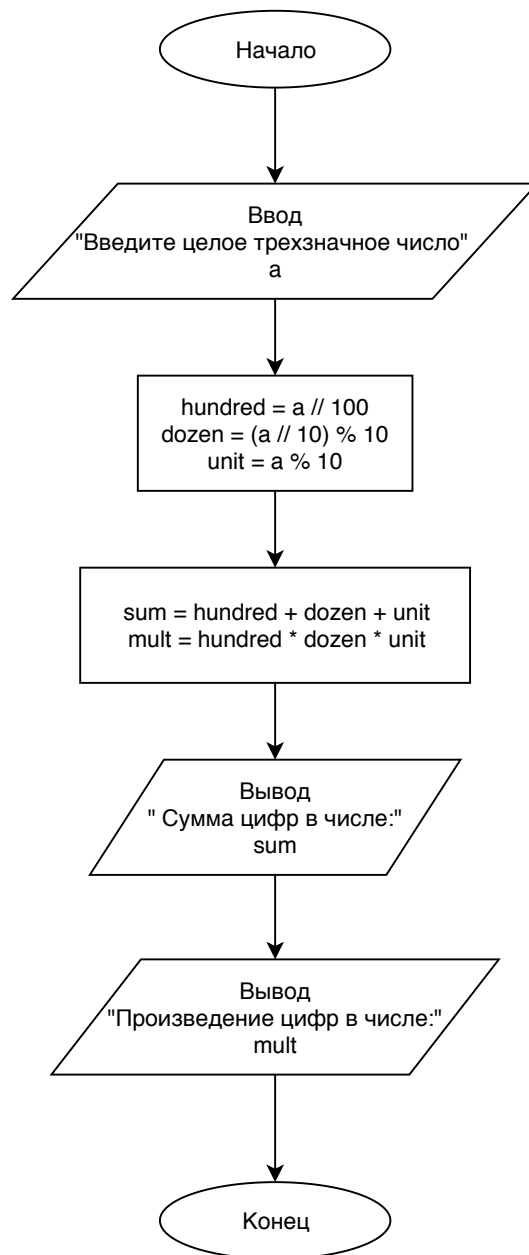 Начало
Ввод
"Введите целое трехзначное число"
a
hundred = a // 100
dozen = (a // 10) % 10
unit = a % 10
sum = hundred + dozen + unit
mult = hundred * dozen * unit
Вывод
" Сумма цифр в числе:"
sum
Вывод
"Произведение цифр в числе:"
mult
Конец